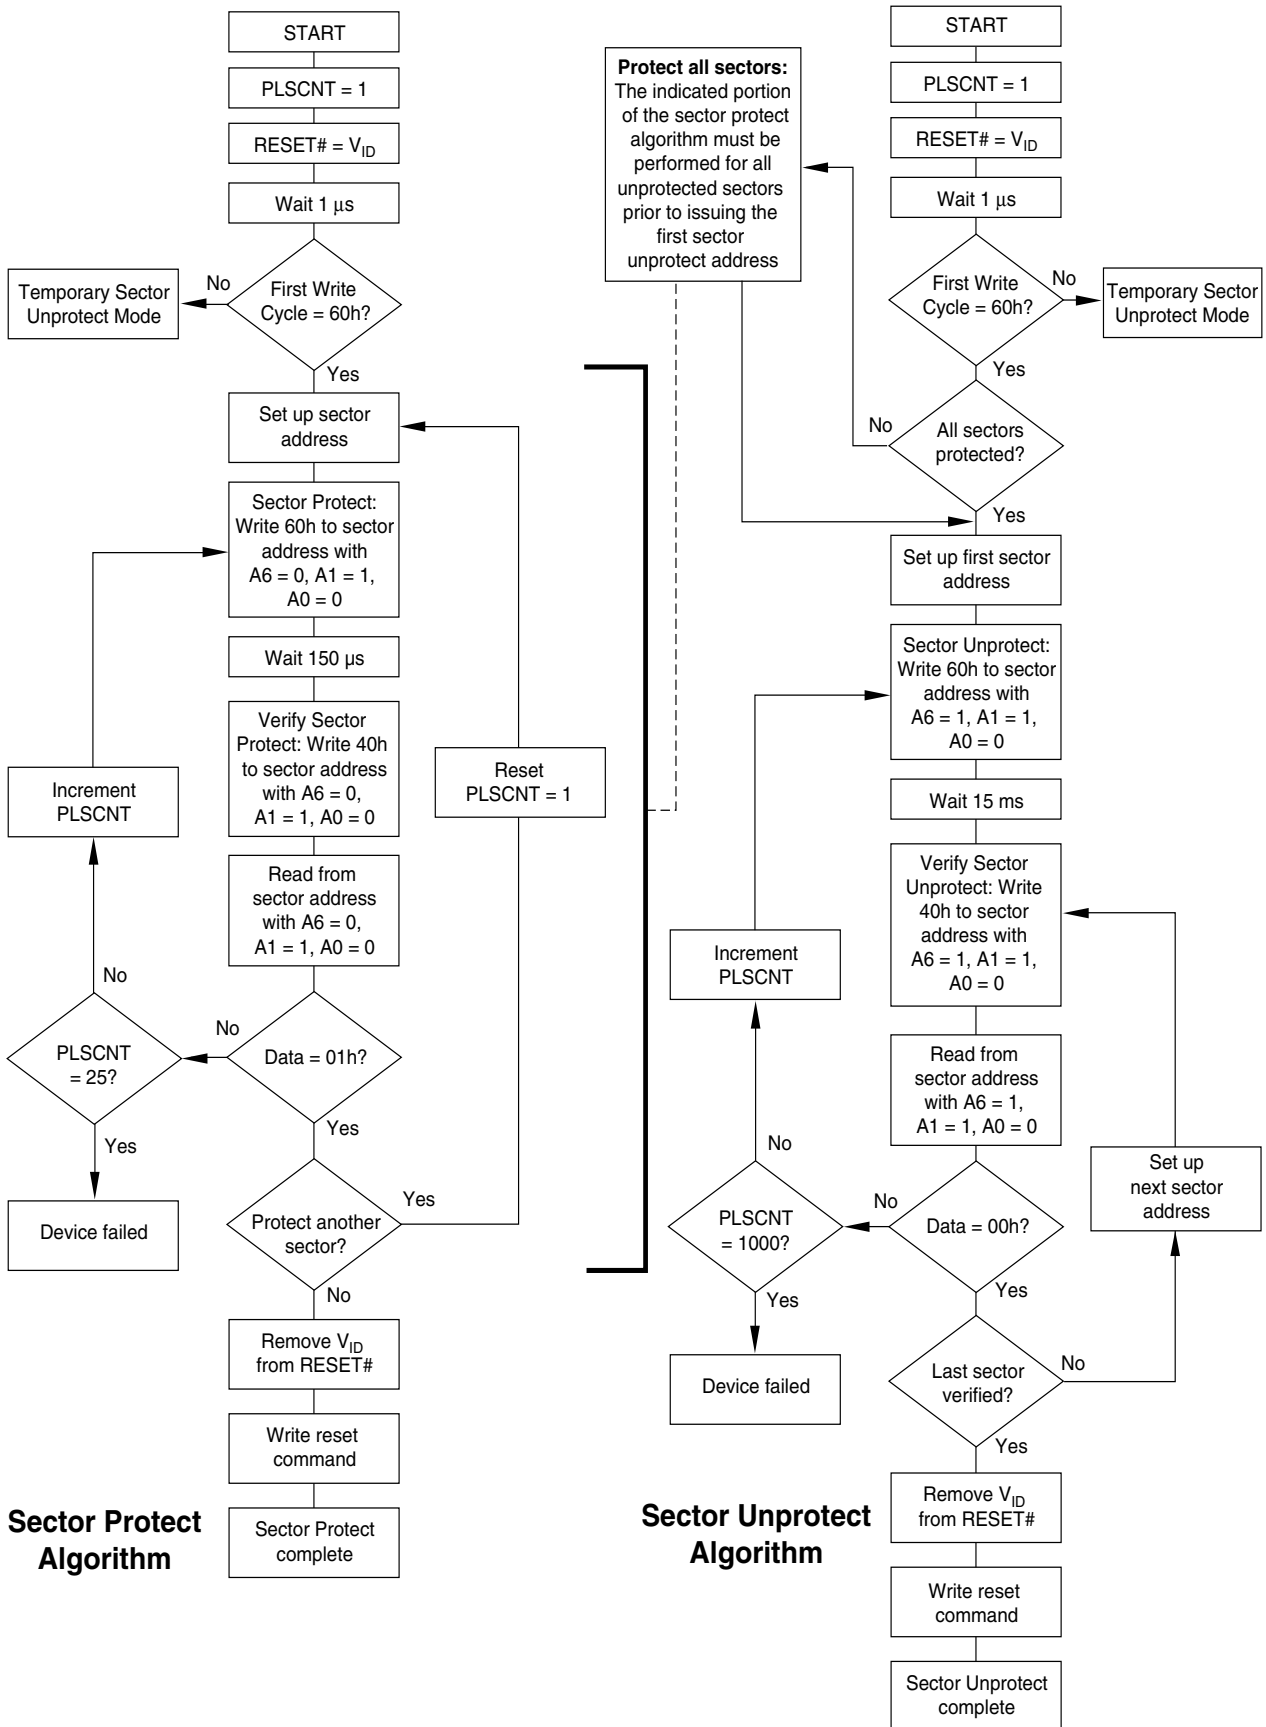 START
PLSCNT = 1
RESET# = VID
Wait 1 μs
First Write
Cycle = 60h?
No
Temporary Sector
Unprotect Mode
Yes
Set up sector
address
Sector Protect:
Write 60h to sector
address with
A6 = 0, A1 = 1,
A0 = 0
Wait 150 µs
Verify Sector
Protect: Write 40h
to sector address
with A6 = 0,
A1 = 1, A0 = 0
Reset
PLSCNT = 1
Increment
PLSCNT
Read from
sector address
with A6 = 0,
A1 = 1, A0 = 0
No
No
PLSCNT
= 25?
Data = 01h?
Yes
Yes
Device failed
Yes
Protect another
sector?
No
Remove VID
from RESET#
Write reset
command
Sector Protect
complete
Sector Protect
Algorithm
Protect all sectors:
The indicated portion
of the sector protect
algorithm must be
performed for all
unprotected sectors
prior to issuing the
first sector
unprotect address
START
PLSCNT = 1
RESET# = VID
Wait 1 μs
First Write
Cycle = 60h?
No
Temporary Sector
Unprotect Mode
Yes
No
All sectors
protected?
Yes
Set up first sector
address
Sector Unprotect:
Write 60h to sector
address with
A6 = 1, A1 = 1,
A0 = 0
Wait 15 ms
Verify Sector
Unprotect: Write
40h to sector
address with
A6 = 1, A1 = 1,
A0 = 0
Increment
PLSCNT
Read from
sector address
with A6 = 1,
A1 = 1, A0 = 0
No
Set up
next sector
address
No
PLSCNT
= 1000?
Data = 00h?
Yes
Yes
Device failed
Last sector
verified?
No
Yes
Remove VID
from RESET#
Write reset
command
Sector Unprotect
complete
Sector Unprotect
Algorithm